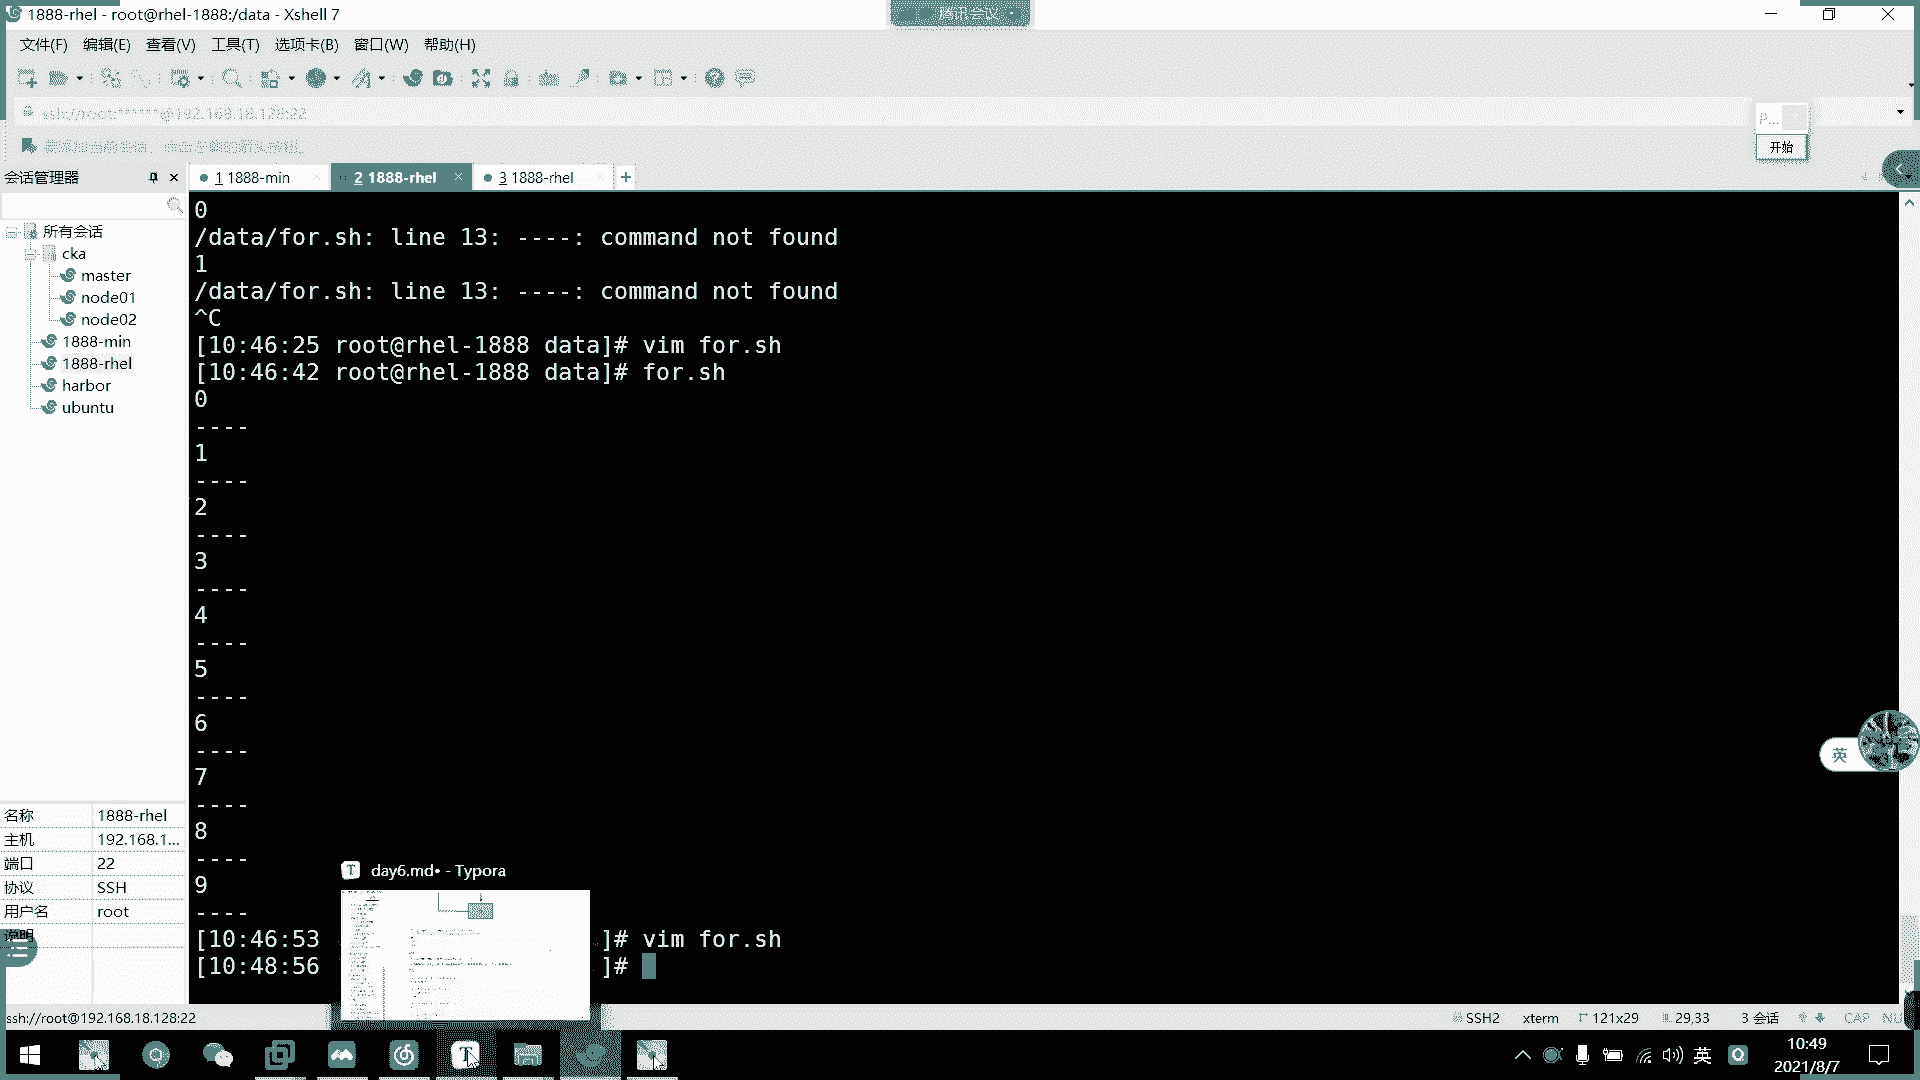 1888-rhel - root@rhel-1888:/data - Xshell 7
腾讯会议
文件(F) 编辑(E) 查看(V) 工具(T) 选项卡(B) 窗口(W) 帮助(H)
ssh://root:******@192.168.18.128:22
P...
开始
会话管理器
1 1888-min
2 1888-rhel
3 1888-rhel
所有会话
cka
master
node01
node02
1888-min
1888-rhel
harbor
ubuntu
0
/data/for.sh: line 13: ----: command not found
1
/data/for.sh: line 13: ----: command not found
^C
[10:46:25 root@rhel-1888 data]# vim for.sh
[10:46:42 root@rhel-1888 data]# for.sh
0
----
1
----
2
----
3
----
4
----
5
----
6
----
7
----
8
----
9
----
[10:46:53 ]# vim for.sh
[10:48:56 ]#
day6.md• - Typora
英
名称 1888-rhel
主机 192.168.1...
端口 22
协议 SSH
用户名 root
说明
ssh://root@192.168.18.128:22
SSH2 xterm 121x29 29,33 3 会话 CAP NU
英
10:49
2021/8/7